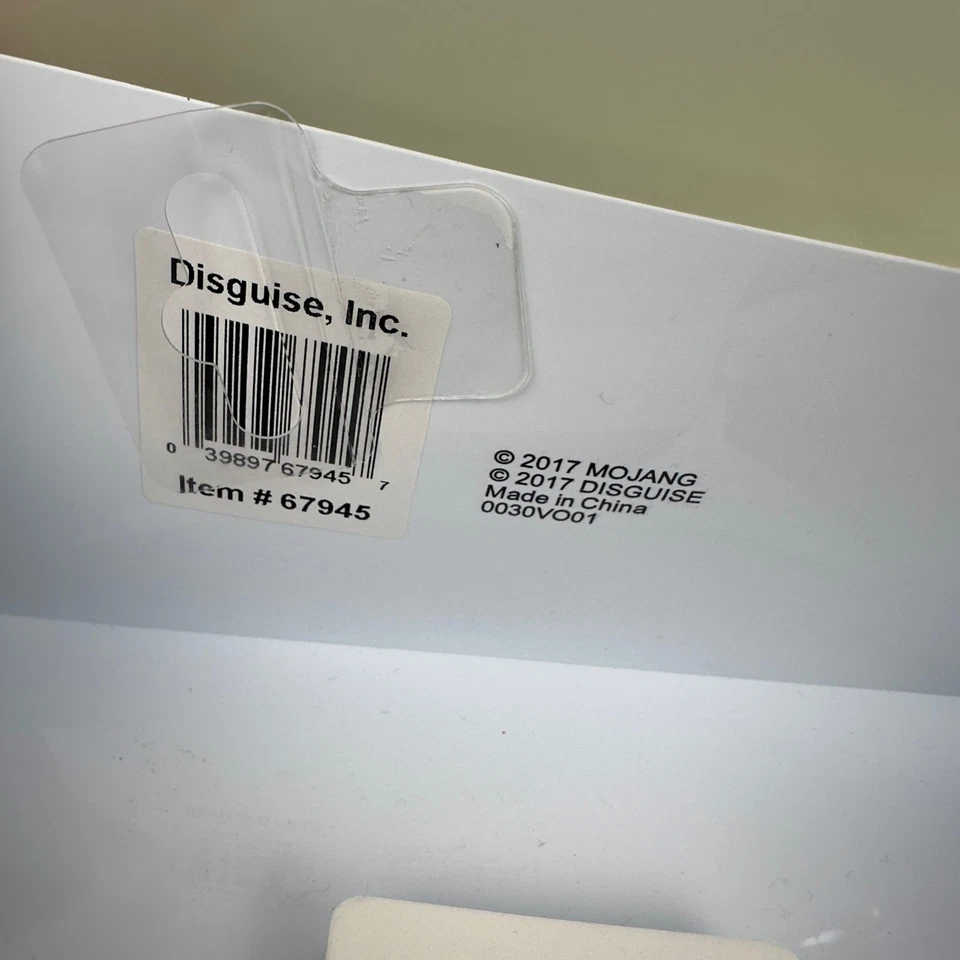 Disguise, Inc.
0 39897 67945 7
Item # 67945
© 2017 MOJANG
© 2017 DISGUISE
Made in China
0030VO01